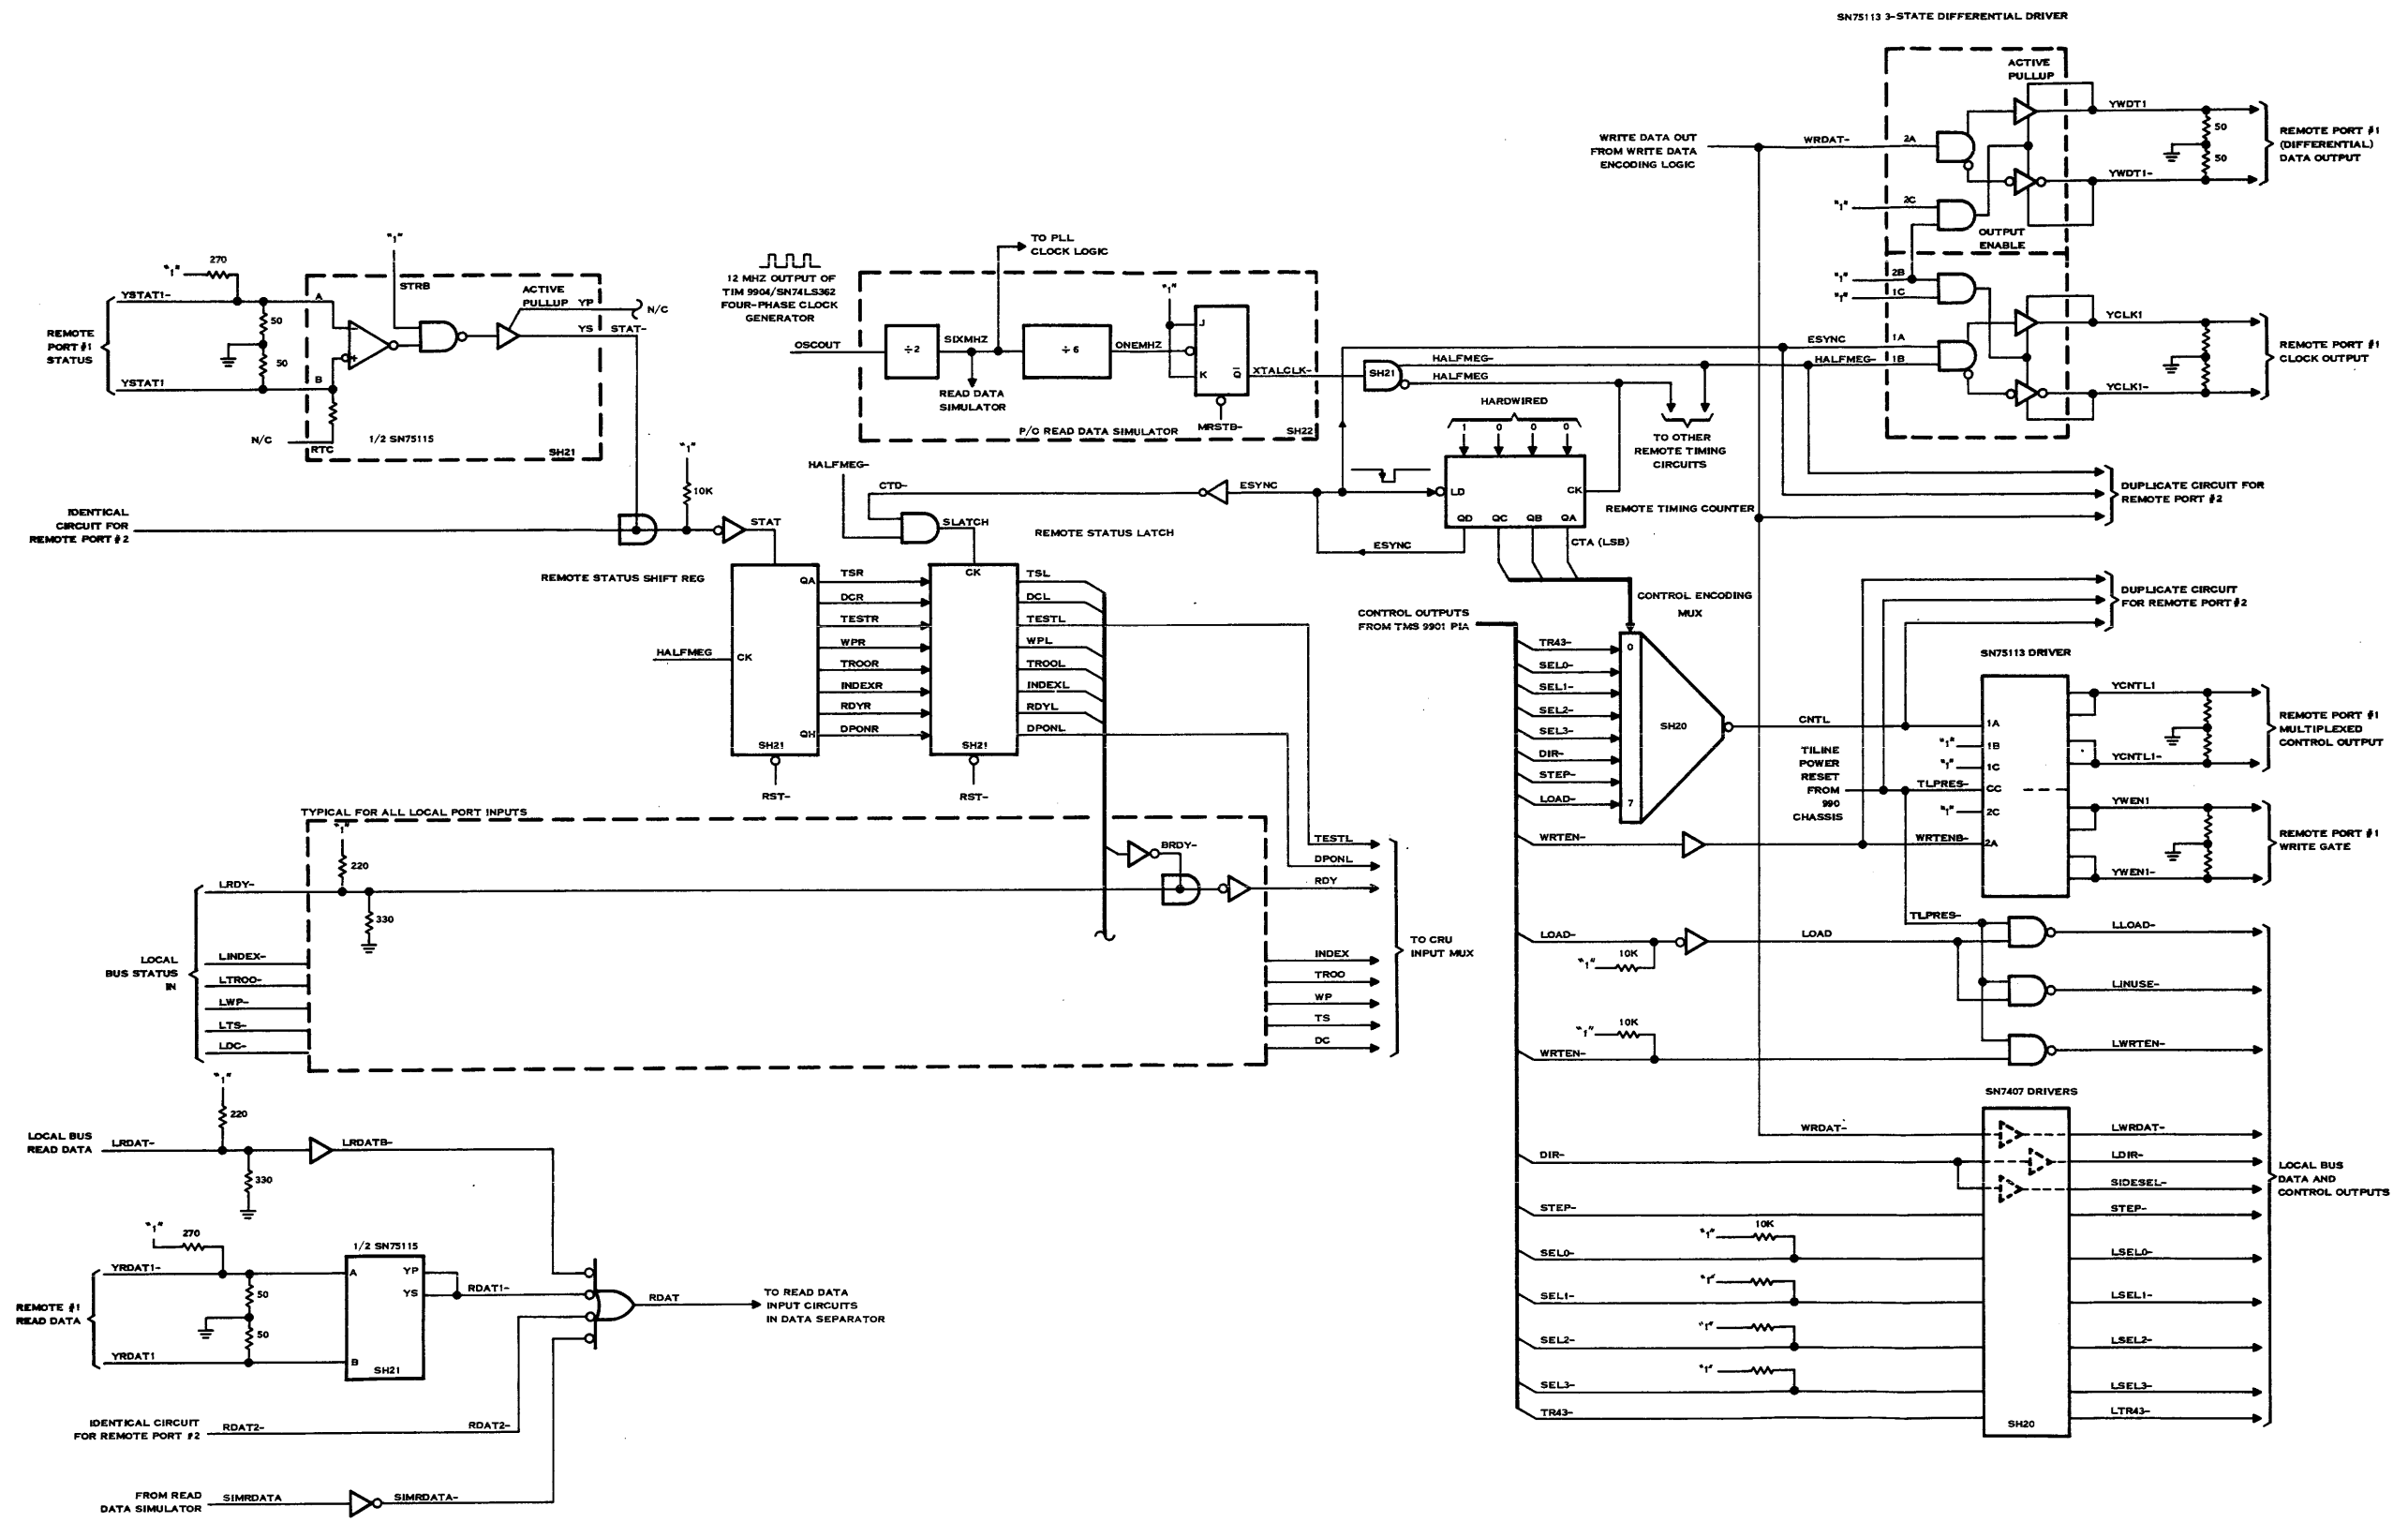 SN75113 3-STATE DIFFERENTIAL DRIVER
ACTIVE
PULLUP
WRITE DATA OUT
FROM WRITE DATA
ENCODING LOGIC
WRDAT-
2A
YWDT1
50
50
YWDT1-
REMOTE PORT #1
(DIFFERENTIAL)
DATA OUTPUT
"1"
2C
OUTPUT
ENABLE
"1"
2B
"1"
1C
ESYNC
1A
HALFMEG-
1B
YCLK1
YCLK1-
REMOTE PORT #1
CLOCK OUTPUT
"1"
270
"1"
STRB
ACTIVE
PULLUP
YP
N/C
YSTAT1-
A
50
50
YS
STAT-
REMOTE
PORT #1
STATUS
YSTAT1
B
N/C
RTC
1/2 SN75115
SH21
12 MHZ OUTPUT OF
TIM 9904/SN74LS362
FOUR-PHASE CLOCK
GENERATOR
TO PLL
CLOCK LOGIC
OSCOUT
÷2
SIXMHZ
READ DATA
SIMULATOR
÷6
ONEMHZ
"1"
J
K
Q
XTALCLK-
MRSTB-
P/O READ DATA SIMULATOR
SH22
SH21
HALFMEG-
HALFMEG
HARDWIRED
1
0
0
0
TO OTHER
REMOTE TIMING
CIRCUITS
LD
CK
QD
QC
QB
QA
REMOTE TIMING COUNTER
CTA (LSB)
ESYNC
DUPLICATE CIRCUIT FOR
REMOTE PORT #2
IDENTICAL
CIRCUIT FOR
REMOTE PORT #2
"1"
10K
STAT
HALFMEG-
CTD-
ESYNC
SLATCH
REMOTE STATUS LATCH
REMOTE STATUS SHIFT REG
HALFMEG
CK
QA
QH
SH21
RST-
TSR
DCR
TESTR
WPR
TROOR
INDEXR
RDYR
DPONR
CK
SH21
RST-
TSL
DCL
TESTL
WPL
TROOL
INDEXL
RDYL
DPONL
CONTROL OUTPUTS
FROM TMS 9901 PIA
CONTROL ENCODING
MUX
TR43-
SEL0-
SEL1-
SEL2-
SEL3-
DIR-
STEP-
LOAD-
0
7
SH20
CNTL
DUPLICATE CIRCUIT
FOR REMOTE PORT #2
SN75113 DRIVER
1A
"1"
1B
"1"
1C
TILINE
POWER
RESET
FROM
990
CHASSIS
TLPRES-
CC
"1"
2C
WRTEN-
WRTENB-
2A
YCNTL1
YCNTL1-
REMOTE PORT #1
MULTIPLEXED
CONTROL OUTPUT
YWEN1
YWEN1-
REMOTE PORT #1
WRITE GATE
TYPICAL FOR ALL LOCAL PORT INPUTS
"1"
220
LRDY-
330
BRDY-
LOCAL
BUS STATUS
IN
LINDEX-
LTROO-
LWP-
LTS-
LDC-
TESTL
DPONL
RDY
INDEX
TROO
WP
TS
DC
TO CRU
INPUT MUX
TLPRES-
LOAD-
"1"
10K
LOAD
LLOAD-
LINUSE-
"1"
10K
WRTEN-
LWRTEN-
SN7407 DRIVERS
WRDAT-
LWRDAT-
DIR-
LDIR-
SIDESEL-
STEP-
STEP-
"1"
10K
SEL0-
LSEL0-
"1"
SEL1-
LSEL1-
"1"
SEL2-
LSEL2-
"1"
SEL3-
LSEL3-
TR43-
LTR43-
SH20
LOCAL BUS
DATA AND
CONTROL OUTPUTS
"1"
220
LOCAL BUS
READ DATA
LRDAT-
LRDATB-
330
"1"
270
1/2 SN75115
YRDAT1-
A
YP
YS
RDAT1-
50
50
REMOTE #1
READ DATA
YRDAT1
B
SH21
RDAT
TO READ DATA
INPUT CIRCUITS
IN DATA SEPARATOR
IDENTICAL CIRCUIT
FOR REMOTE PORT #2
RDAT2-
RDAT2-
FROM READ
DATA SIMULATOR
SIMRDATA
SIMRDATA-